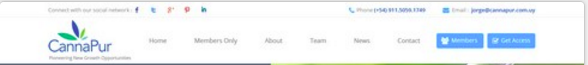 Connect with our social network: Phone (+54) 911.5059.1749 Email: jorge@cannapur.com.uy
CannaPur
Pioneering New Growth Opportunities
Home Members Only About Team News Contact Members Get Access